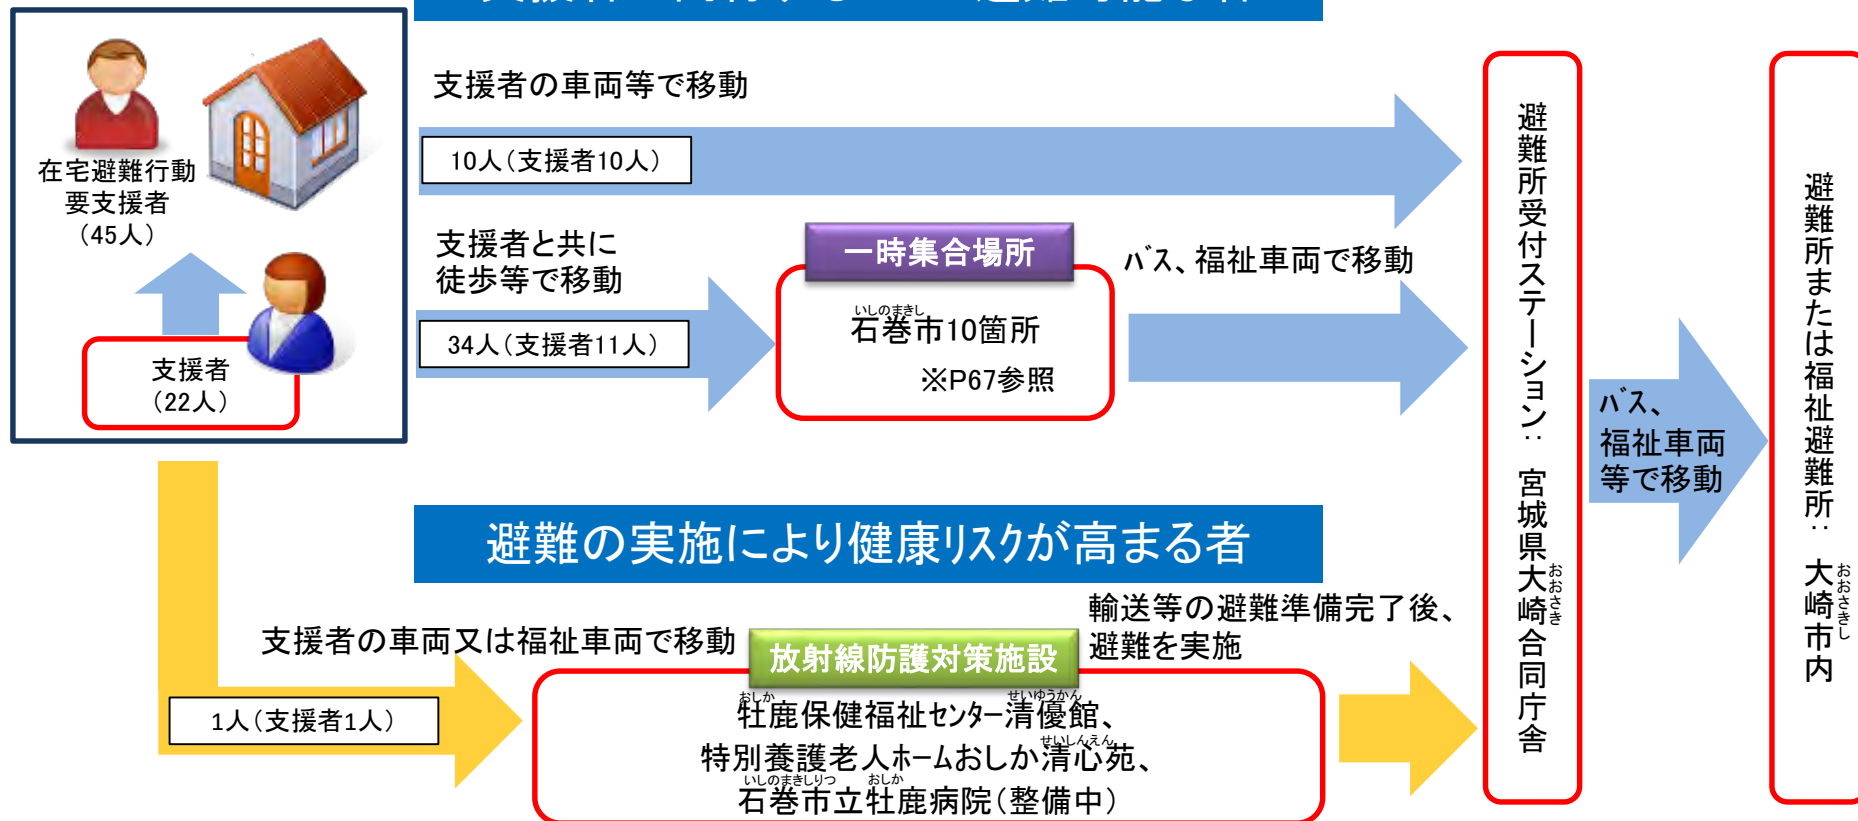 在宅避難行動
要支援者
（45人）
支援者
（22人）
支援者の車両等で移動
10人（支援者10人）
支援者と共に
徒歩等で移動
34人（支援者11人）
一時集合場所
いしのまきし
石巻市10箇所
※P67参照
バス、福祉車両で移動
避難の実施により健康リスクが高まる者
支援者の車両又は福祉車両で移動
1人（支援者1人）
放射線防護対策施設
おしか せいゆうかん
牡鹿保健福祉センター清優館、
せいしんえん
特別養護老人ホームおしか清心苑、
いしのまきしりつ おしか
石巻市立牡鹿病院（整備中）
輸送等の避難準備完了後、
避難を実施
避難所受付ステーション： 宮城県大崎合同庁舎
おおさき
バス、
福祉車両
等で移動
避難所または福祉避難所： 大崎市内
おおさきし